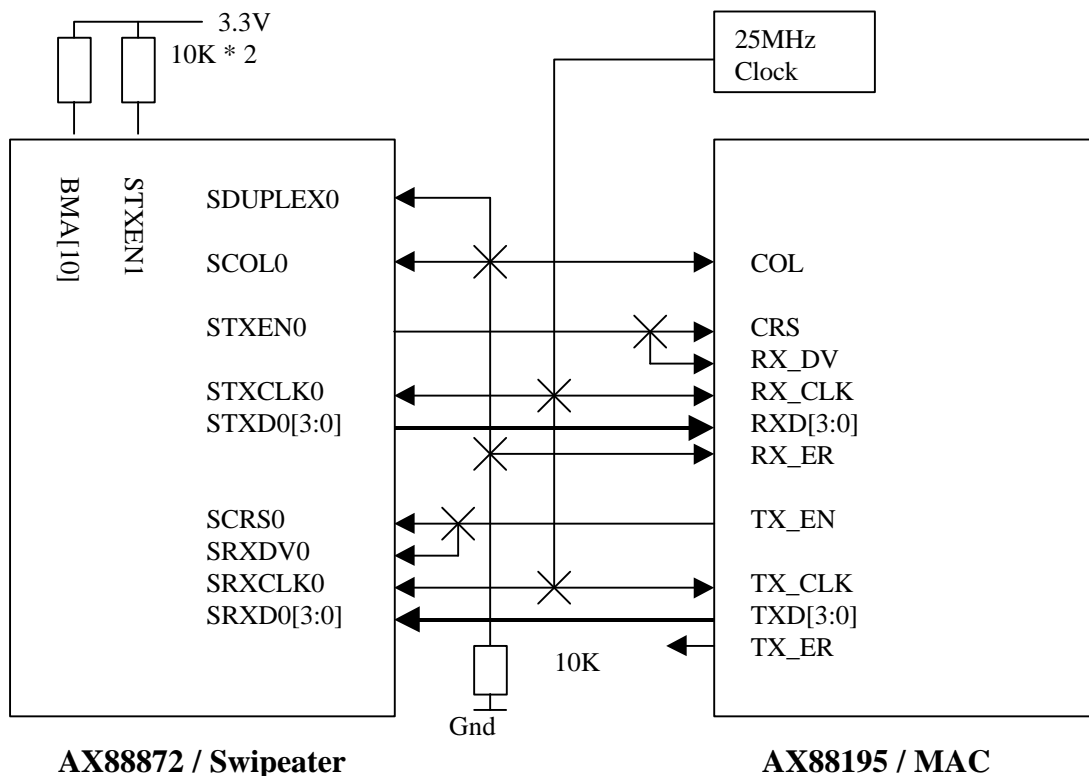 3.3V
10K * 2
25MHz
Clock
BMA[10]
STXEN1
SDUPLEX0
SCOL0
COL
STXEN0
CRS
RX_DV
STXCLK0
RX_CLK
STXD0[3:0]
RXD[3:0]
RX_ER
SCRS0
TX_EN
SRXDV0
SRXCLK0
TX_CLK
SRXD0[3:0]
TXD[3:0]
TX_ER
10K
Gnd
AX88872 / Swipeater
AX88195 / MAC